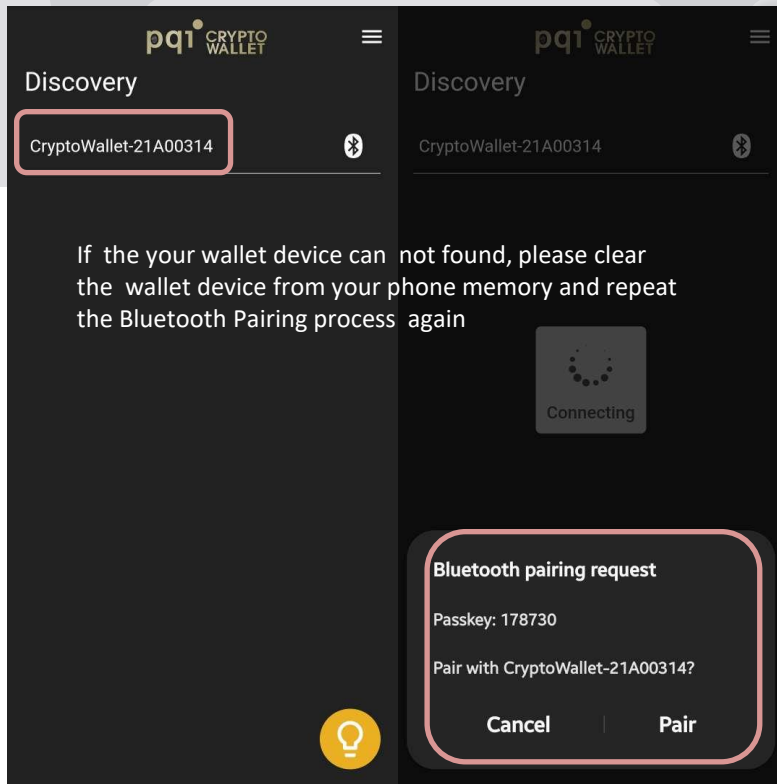 pqi CRYPTO WALLET
Discovery
CryptoWallet-21A00314
If the your wallet device can not found, please clear
the wallet device from your phone memory and repeat
the Bluetooth Pairing process again
pqi CRYPTO WALLET
Discovery
CryptoWallet-21A00314
Connecting
Bluetooth pairing request
Passkey: 178730
Pair with CryptoWallet-21A00314?
Cancel Pair